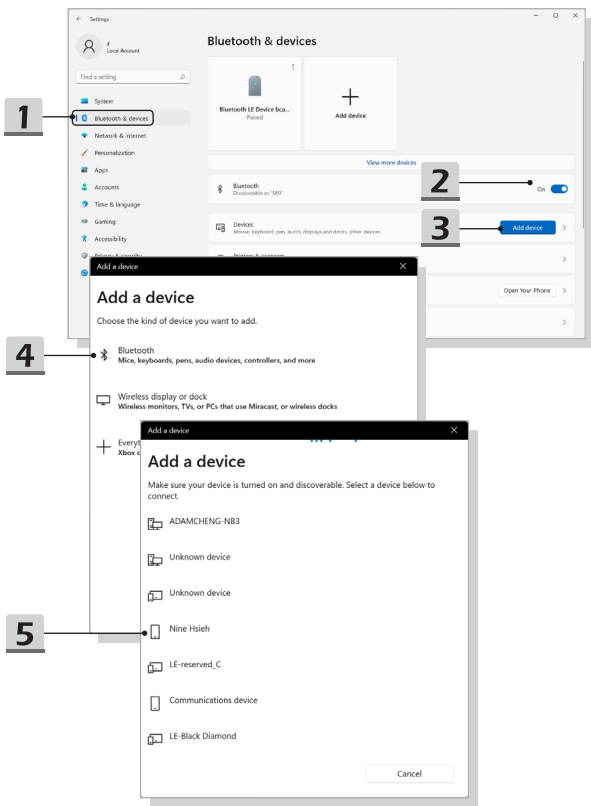 ← Settings
z
Local Account
Find a setting
System
Bluetooth & devices
Network & internet
Personalization
Apps
Accounts
Time & language
Gaming
Accessibility
Privacy & security
Bluetooth & devices
Bluetooth LE Device bca...
Paired
Add device
View more devices
Bluetooth
Discoverable as "MSI"
On
Devices
Mouse, keyboard, pen, audio, displays and docks, other devices
Add device
Printers & scanners
Open Your Phone
1
2
3
Add a device
Add a device
Choose the kind of device you want to add.
4
Bluetooth
Mice, keyboards, pens, audio devices, controllers, and more
Wireless display or dock
Wireless monitors, TVs, or PCs that use Miracast, or wireless docks
Everyt
Xbox c
Add a device
Add a device
Make sure your device is turned on and discoverable. Select a device below to
connect.
ADAMCHENG-NB3
Unknown device
Unknown device
5
Nine Hsieh
LE-reserved_C
Communications device
LE-Black Diamond
Cancel